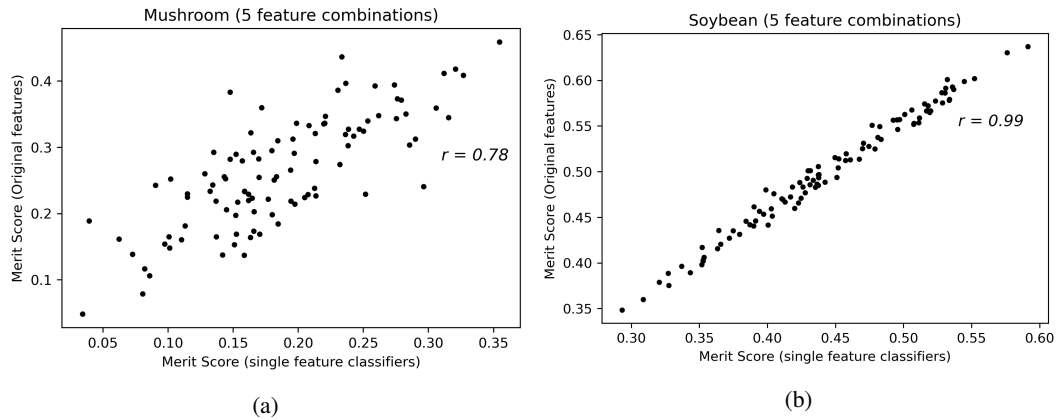 Mushroom (5 feature combinations)
0.4
0.3
0.2
0.1
Merit Score (Original features)
r = 0.78
0.05 0.10 0.15 0.20 0.25 0.30 0.35
Merit Score (single feature classifiers)
(a)
Soybean (5 feature combinations)
0.65
0.60
0.55
0.50
0.45
0.40
0.35
Merit Score (Original features)
r = 0.99
0.30 0.35 0.40 0.45 0.50 0.55 0.60
Merit Score (single feature classifiers)
(b)